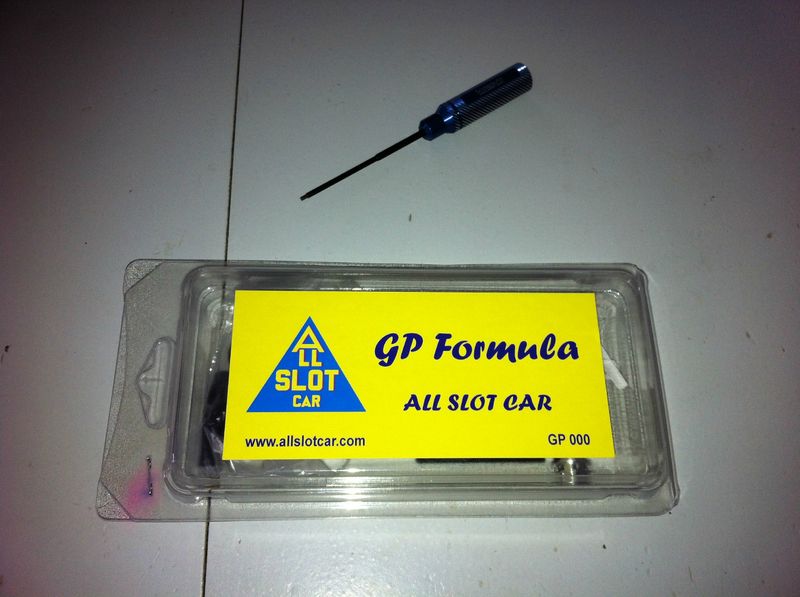 ALL
SLOT
CAR
GP Formula
ALL SLOT CAR
www.allslotcar.com
GP 000